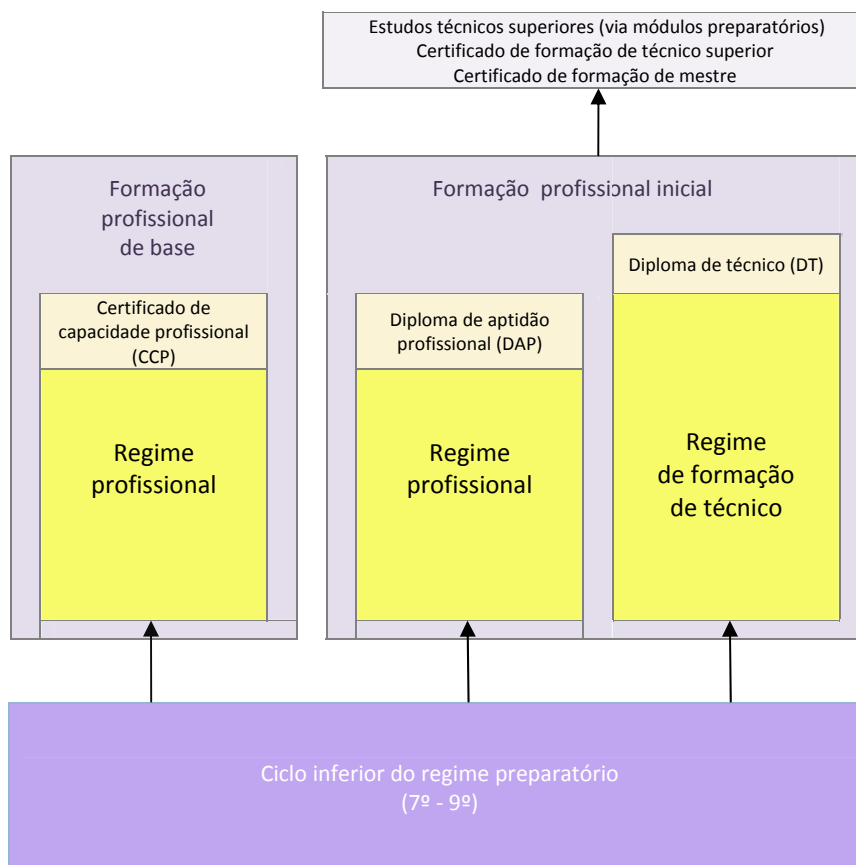 Estudos técnicos superiores (via módulos preparatórios)
Certificado de formação de técnico superior
Certificado de formação de mestre
Formação
profissional
de base
Formação profissional inicial
Certificado de
capacidade profissional
(CCP)
Diploma de aptidão
profissional (DAP)
Diploma de técnico (DT)
Regime
profissional
Regime
profissional
Regime
de formação
de técnico
Ciclo inferior do regime preparatório
(7º - 9º)